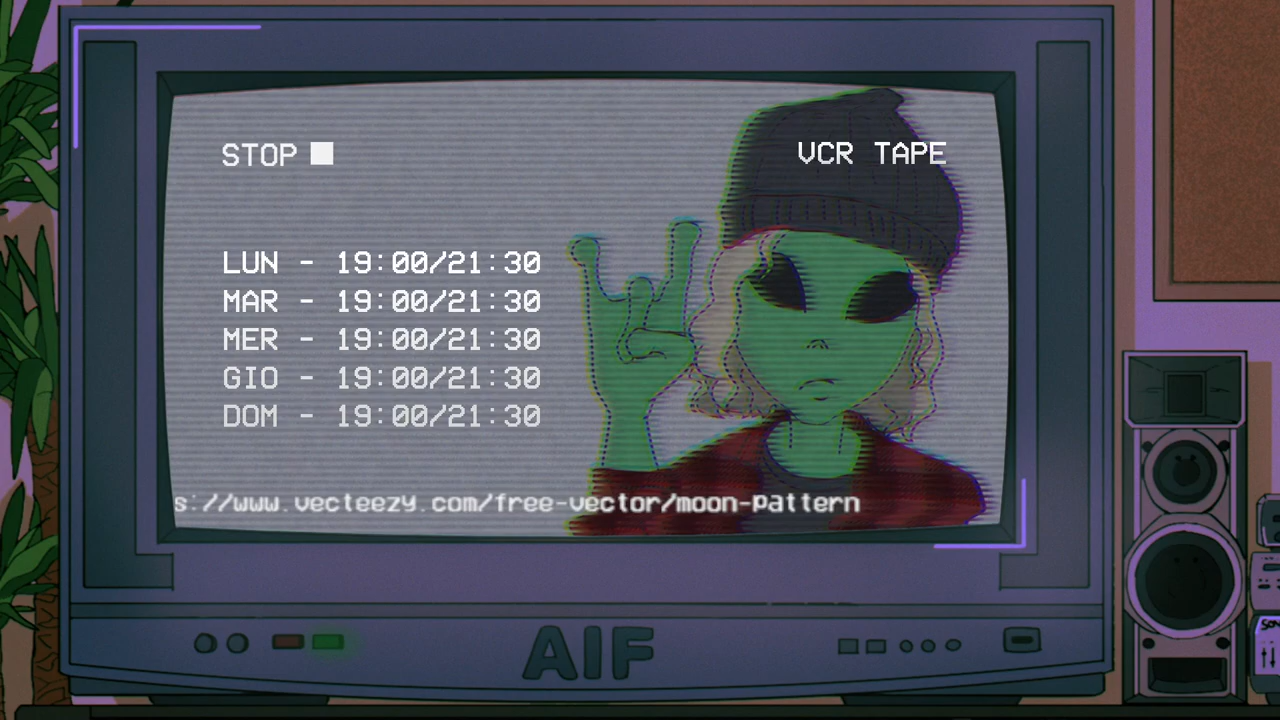 STOP
VCR TAPE
LUN - 19:00/21:30
MAR - 19:00/21:30
MER - 19:00/21:30
GIO - 19:00/21:30
DOM - 19:00/21:30
s://www.vecteezy.com/free-vector/moon-pattern
AIF